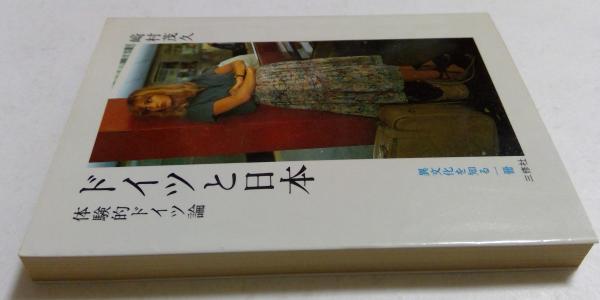 崎村茂久
ドイツと日本
体験的ドイツ論
異文化を知る一冊
三修社